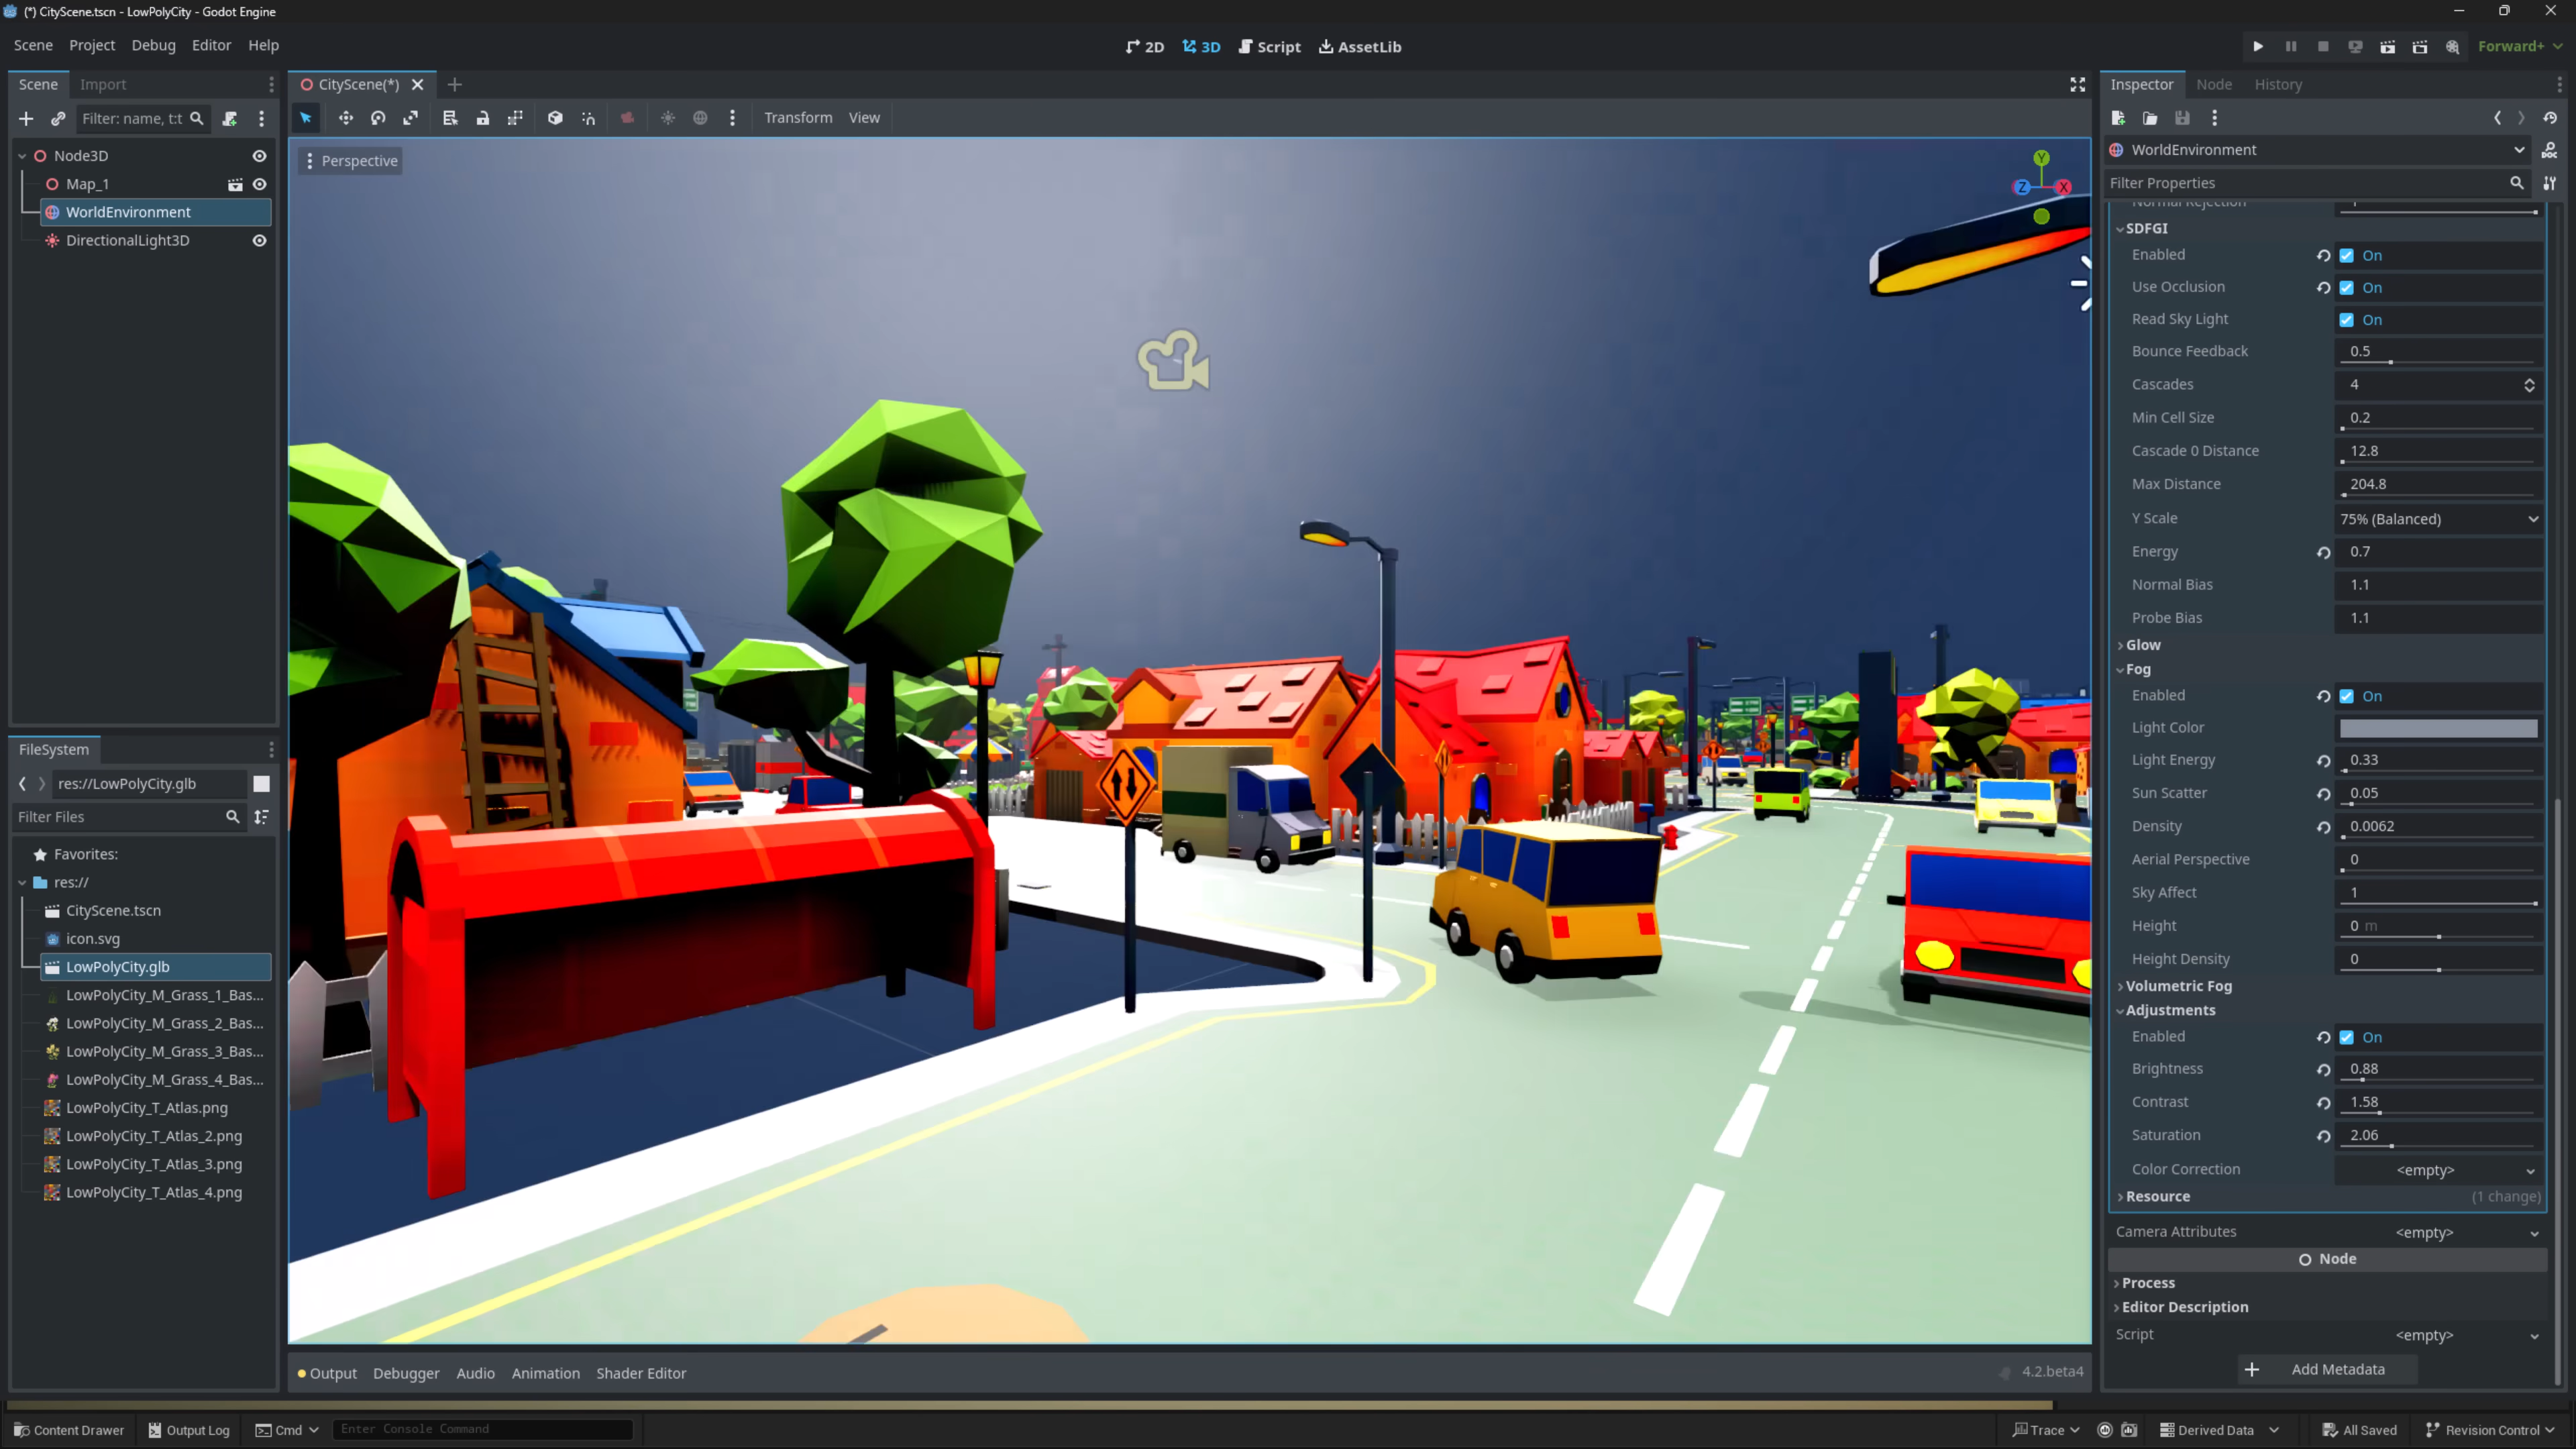 (*) CityScene.tscn - LowPolyCity - Godot Engine
Scene Project Debug Editor Help
2D 3D Script AssetLib
Forward+
Scene Import
Filter: name, t:t
Node3D
Map_1
WorldEnvironment
DirectionalLight3D
FileSystem
res://LowPolyCity.glb
Filter Files
Favorites:
res://
CityScene.tscn
icon.svg
LowPolyCity.glb
LowPolyCity_M_Grass_1_Bas...
LowPolyCity_M_Grass_2_Bas...
LowPolyCity_M_Grass_3_Bas...
LowPolyCity_M_Grass_4_Bas...
LowPolyCity_T_Atlas.png
LowPolyCity_T_Atlas_2.png
LowPolyCity_T_Atlas_3.png
LowPolyCity_T_Atlas_4.png
CityScene(*)
Transform View
Perspective
Y
Z X
Output Debugger Audio Animation Shader Editor
4.2.beta4
Inspector Node History
WorldEnvironment
DOC
Filter Properties
Normal Rejection 1
SDFGI
Enabled On
Use Occlusion On
Read Sky Light On
Bounce Feedback 0.5
Cascades 4
Min Cell Size 0.2
Cascade 0 Distance 12.8
Max Distance 204.8
Y Scale 75% (Balanced)
Energy 0.7
Normal Bias 1.1
Probe Bias 1.1
Glow
Fog
Enabled On
Light Color
Light Energy 0.33
Sun Scatter 0.05
Density 0.0062
Aerial Perspective 0
Sky Affect 1
Height 0 m
Height Density 0
Volumetric Fog
Adjustments
Enabled On
Brightness 0.88
Contrast 1.58
Saturation 2.06
Color Correction <empty>
Resource (1 change)
Camera Attributes <empty>
Node
Process
Editor Description
Script <empty>
Add Metadata
Content Drawer Output Log Cmd Enter Console Command
Trace Derived Data All Saved Revision Control